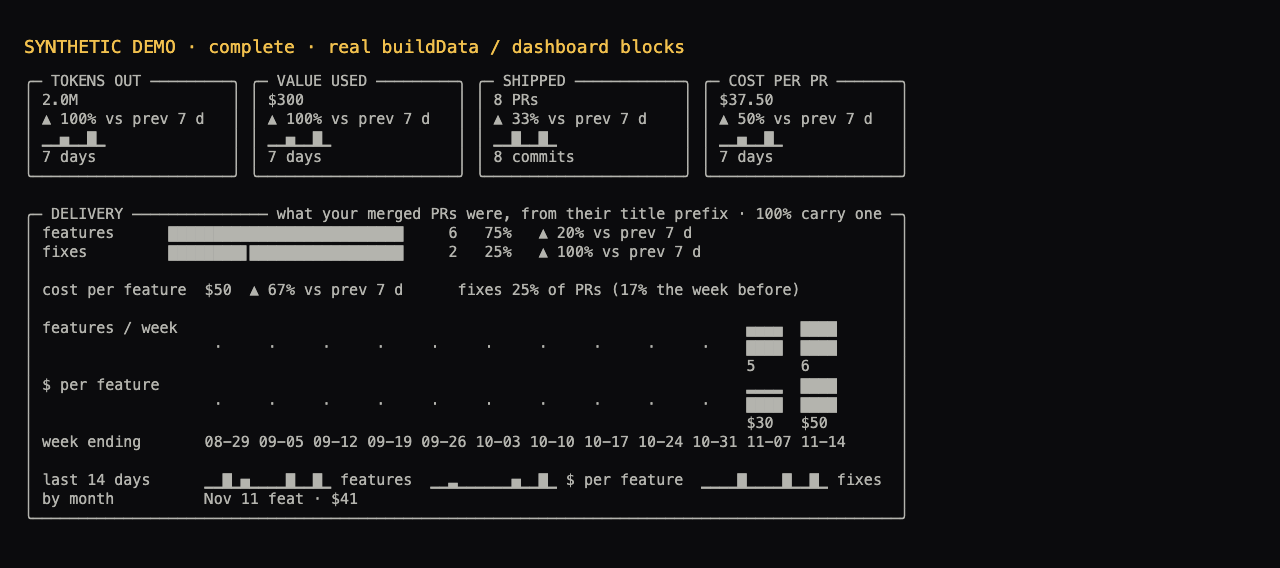 SYNTHETIC DEMO · complete · real buildData / dashboard blocks
TOKENS OUT
2.0M
▲ 100% vs prev 7 d
7 days
VALUE USED
$300
▲ 100% vs prev 7 d
7 days
SHIPPED
8 PRs
▲ 33% vs prev 7 d
8 commits
COST PER PR
$37.50
▲ 50% vs prev 7 d
7 days
DELIVERY what your merged PRs were, from their title prefix · 100% carry one
features 6 75% ▲ 20% vs prev 7 d
fixes 2 25% ▲ 100% vs prev 7 d
cost per feature $50 ▲ 67% vs prev 7 d fixes 25% of PRs (17% the week before)
features / week
5 6
$ per feature
$30 $50
week ending 08-29 09-05 09-12 09-19 09-26 10-03 10-10 10-17 10-24 10-31 11-07 11-14
last 14 days features $ per feature fixes
by month Nov 11 feat · $41